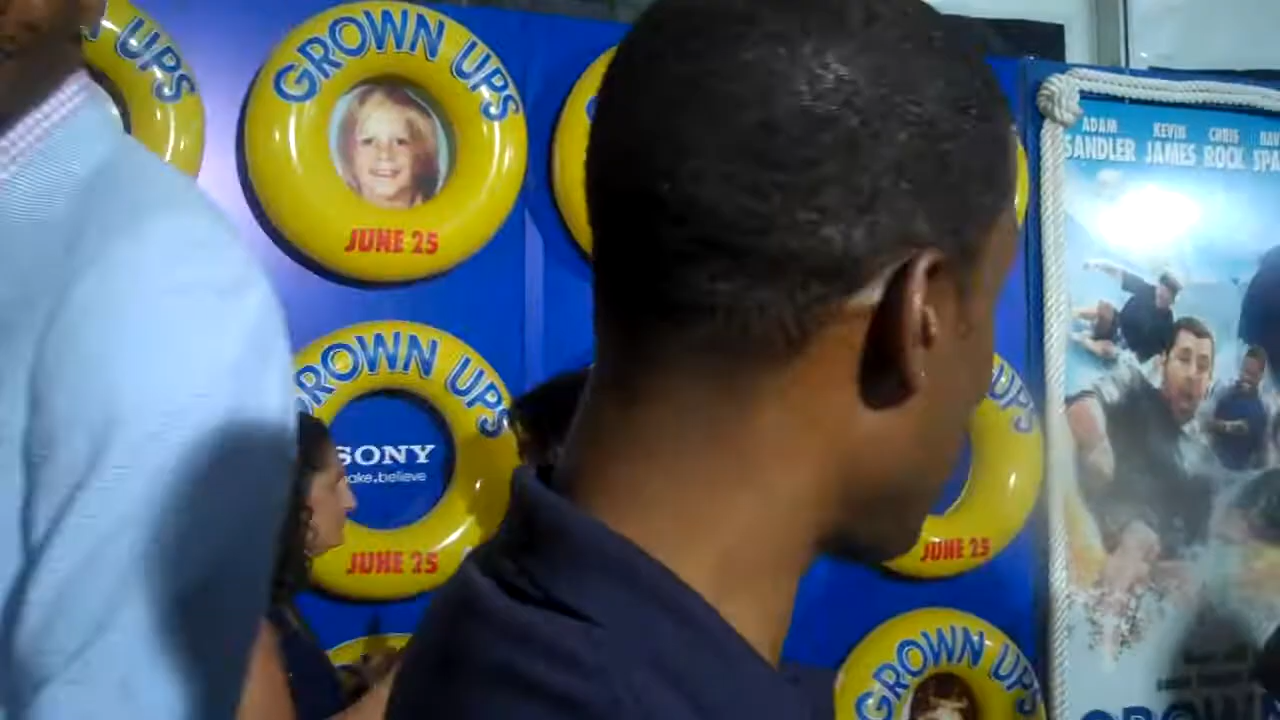 UPS
GROWN UPS
JUNE 25
GROWN UPS
SONY
make.believe
JUNE 25
UPS
JUNE 25
GROWN UPS
ADAM SANDLER
KEVIN JAMES
CHRIS ROCK